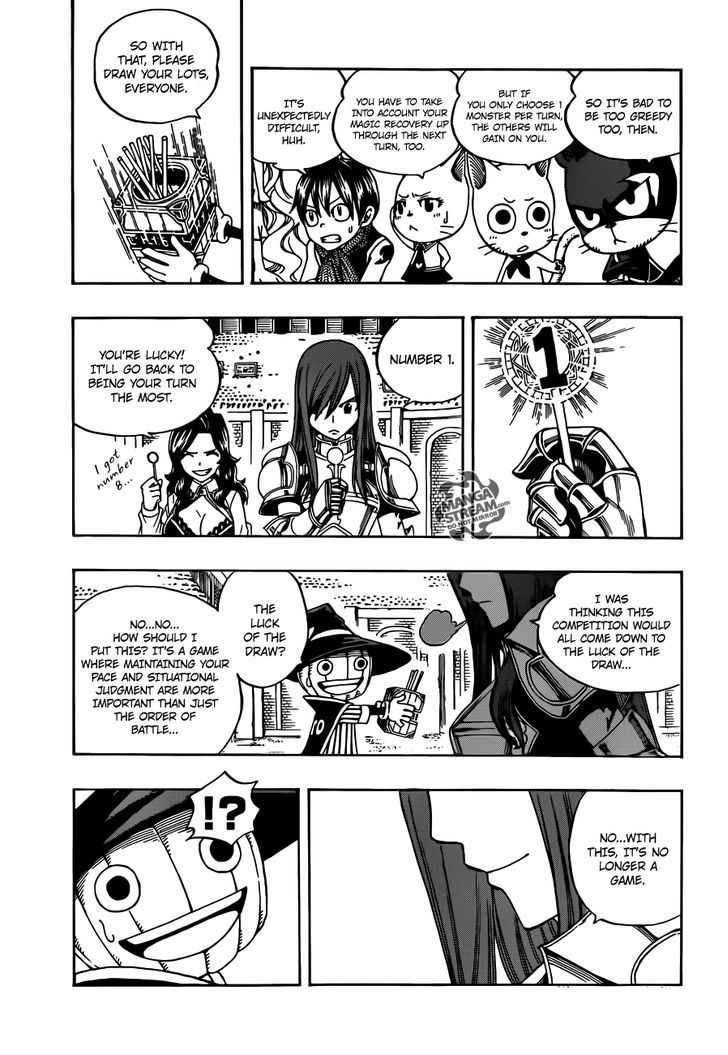 SO IT'S BAD TO
BE TOO GREEDY
TOO, THEN.
BUT IF
YOU ONLY CHOOSE 1
MONSTER PER TURN,
THE OTHERS WILL
GAIN ON YOU.
YOU HAVE TO TAKE
INTO ACCOUNT YOUR
MAGIC RECOVERY UP
THROUGH THE NEXT
TURN, TOO.
IT'S
UNEXPECTEDLY
DIFFICULT,
HUH.
SO WITH
THAT, PLEASE
DRAW YOUR LOTS,
EVERYONE.
1
NUMBER 1.
YOU'RE LUCKY!
IT'LL GO BACK TO
BEING YOUR TURN
THE MOST.
I got
number
8...
MANGA
STREAM.COM
DO NOT MIRROR!
I WAS
THINKING THIS
COMPETITION WOULD
ALL COME DOWN TO
THE LUCK OF THE
DRAW...
THE
LUCK
OF THE
DRAW?
NO...NO...
HOW SHOULD I
PUT THIS? IT'S A GAME
WHERE MAINTAINING YOUR
PACE AND SITUATIONAL
JUDGMENT ARE MORE
IMPORTANT THAN JUST
THE ORDER OF
BATTLE...
NO...WITH
THIS, IT'S NO
LONGER A
GAME.
!?